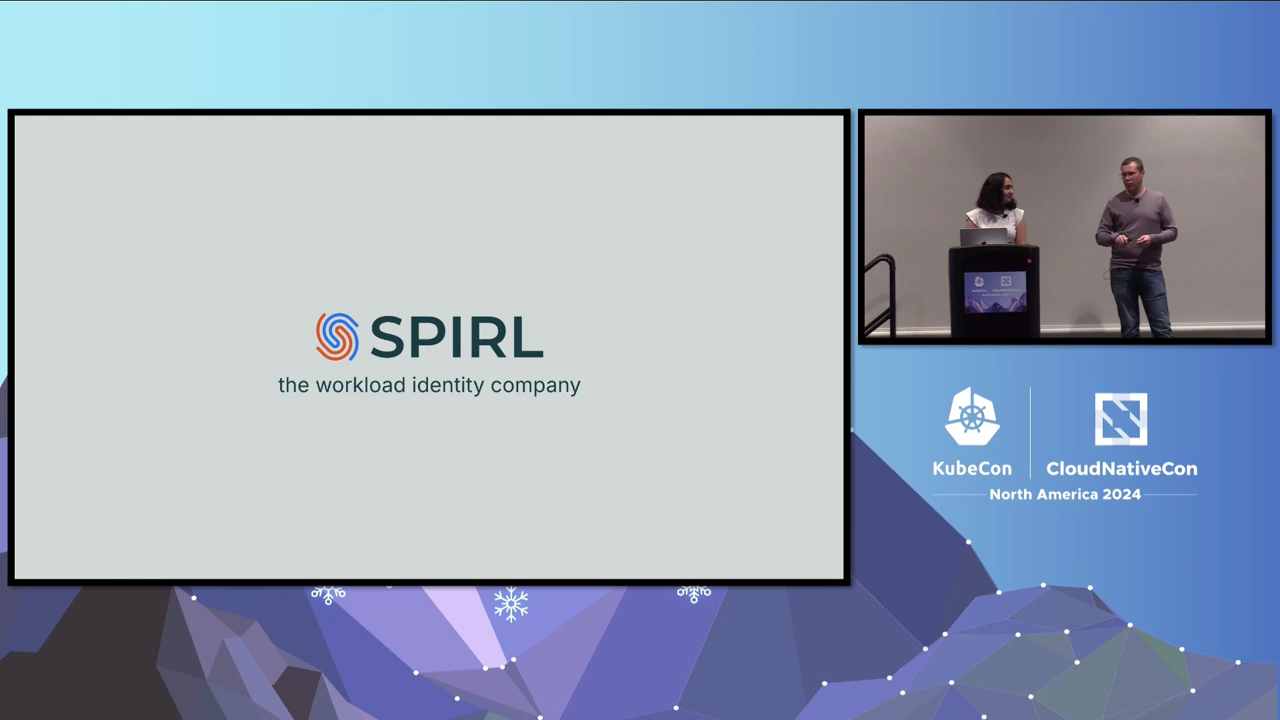 SPIRL
the workload identity company
KubeCon
CloudNativeCon
North America 2024